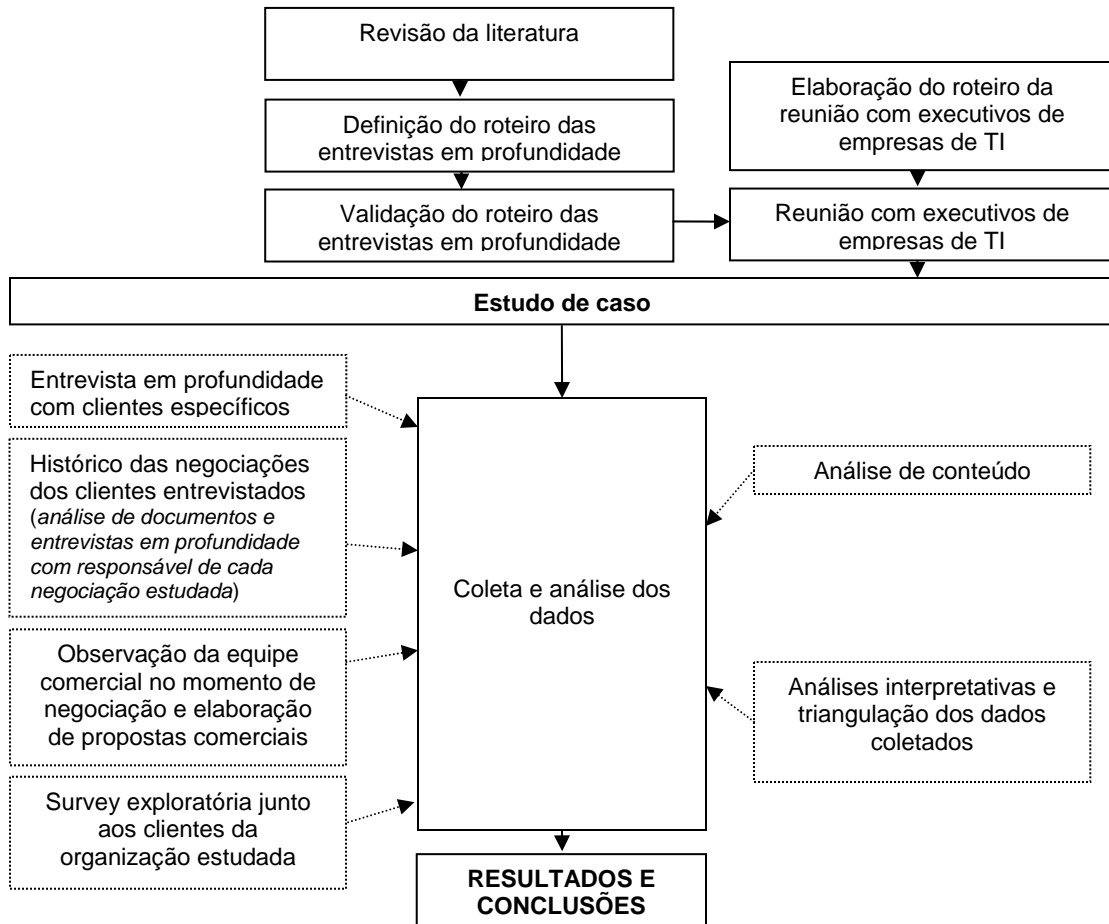 Revisão da literatura
Definição do roteiro das
entrevistas em profundidade
Validação do roteiro das
entrevistas em profundidade
Elaboração do roteiro da
reunião com executivos de
empresas de TI
Reunião com executivos de
empresas de TI
Estudo de caso
Entrevista em profundidade
com clientes específicos
Histórico das negociações
dos clientes entrevistados
(análise de documentos e
entrevistas em profundidade
com responsável de cada
negociação estudada)
Observação da equipe
comercial no momento de
negociação e elaboração
de propostas comerciais
Survey exploratória junto
aos clientes da
organização estudada
Coleta e análise dos
dados
Análise de conteúdo
Análises interpretativas e
triangulação dos dados
coletados
RESULTADOS E
CONCLUSÕES